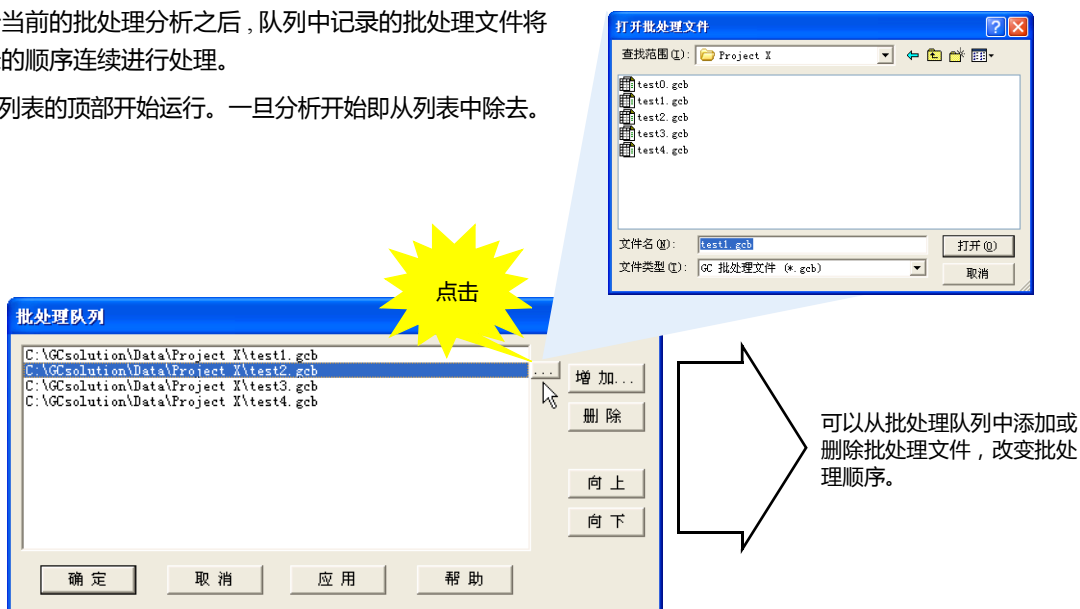 当前的批处理分析之后 , 队列中记录的批处理文件将
的顺序连续进行处理。
列表的顶部开始运行。一旦分析开始即从列表中除去。
打开批处理文件
查找范围(I): Project X
test0.gcb
test1.gcb
test2.gcb
test3.gcb
test4.gcb
文件名(N): test1.gcb 打开(O)
文件类型(T): GC 批处理文件 (*.gcb) 取消
点击
批处理队列
C:\GCsolution\Data\Project X\test1.gcb
C:\GCsolution\Data\Project X\test2.gcb
C:\GCsolution\Data\Project X\test3.gcb
C:\GCsolution\Data\Project X\test4.gcb
...
增 加...
删 除
向 上
向 下
确 定 取 消 应 用 帮 助
可以从批处理队列中添加或
删除批处理文件 , 改变批处
理顺序。